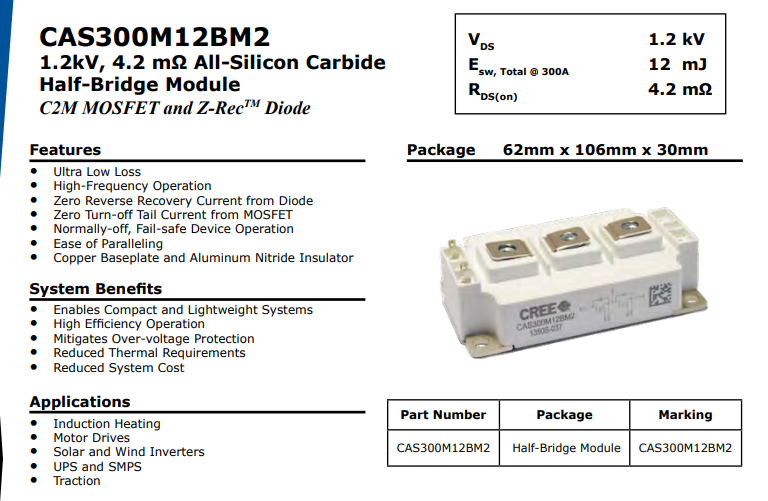 CAS300M12BM2
1.2kV, 4.2 mΩ All-Silicon Carbide
Half-Bridge Module
C2M MOSFET and Z-Rec™ Diode
VDS 1.2 kV
Esw, Total @ 300A 12 mJ
RDS(on) 4.2 mΩ
Features
• Ultra Low Loss
• High-Frequency Operation
• Zero Reverse Recovery Current from Diode
• Zero Turn-off Tail Current from MOSFET
• Normally-off, Fail-safe Device Operation
• Ease of Paralleling
• Copper Baseplate and Aluminum Nitride Insulator
System Benefits
• Enables Compact and Lightweight Systems
• High Efficiency Operation
• Mitigates Over-voltage Protection
• Reduced Thermal Requirements
• Reduced System Cost
Applications
• Induction Heating
• Motor Drives
• Solar and Wind Inverters
• UPS and SMPS
• Traction
Package 62mm x 106mm x 30mm
CREE
CAS300M12BM2
1350S-037
Part Number Package Marking
CAS300M12BM2 Half-Bridge Module CAS300M12BM2